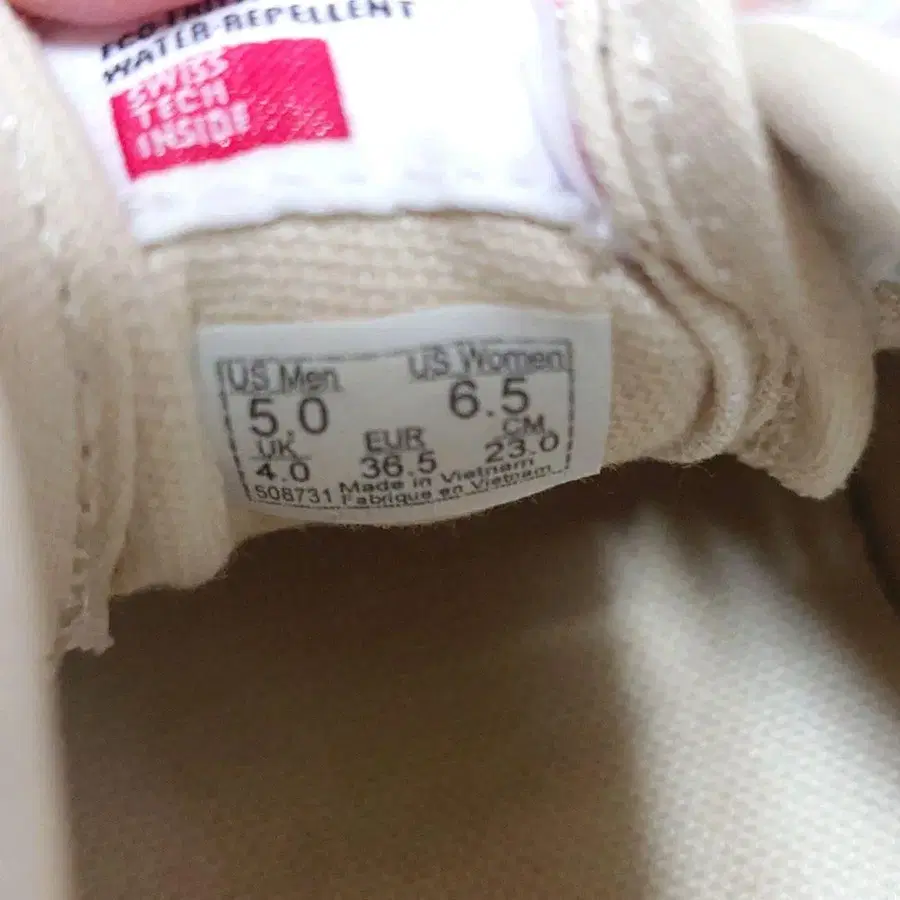 WATER-REPELLENT
SWISS
TECH
INSIDE
US Men US Women
5.0 6.5
UK EUR CM
4.0 36.5 23.0
508731 Made in Vietnam
Fabrique en Vietnam